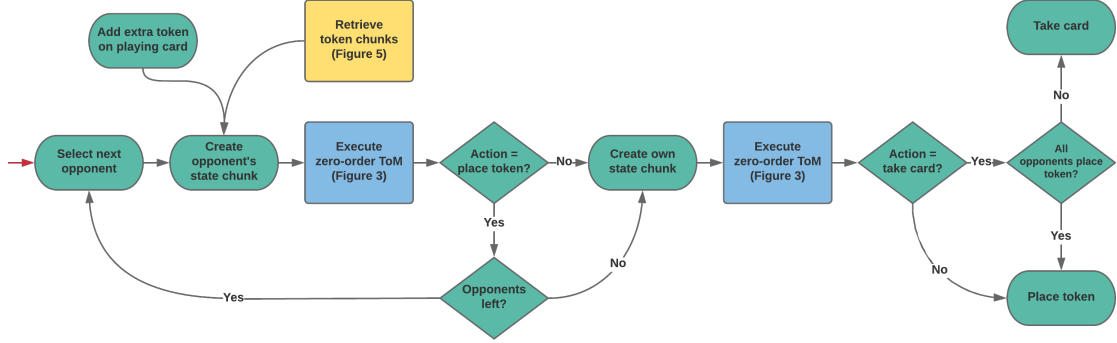 Add extra token
on playing card
Retrieve
token chunks
(Figure 5)
Take card
No
Select next
opponent
Create
opponent's
state chunk
Execute
zero-order ToM
(Figure 3)
Action =
place token?
No
Create own
state chunk
Execute
zero-order ToM
(Figure 3)
Action =
take card?
Yes
All
opponents place
token?
Yes
Yes
No
No
Opponents
left?
Yes
Place token